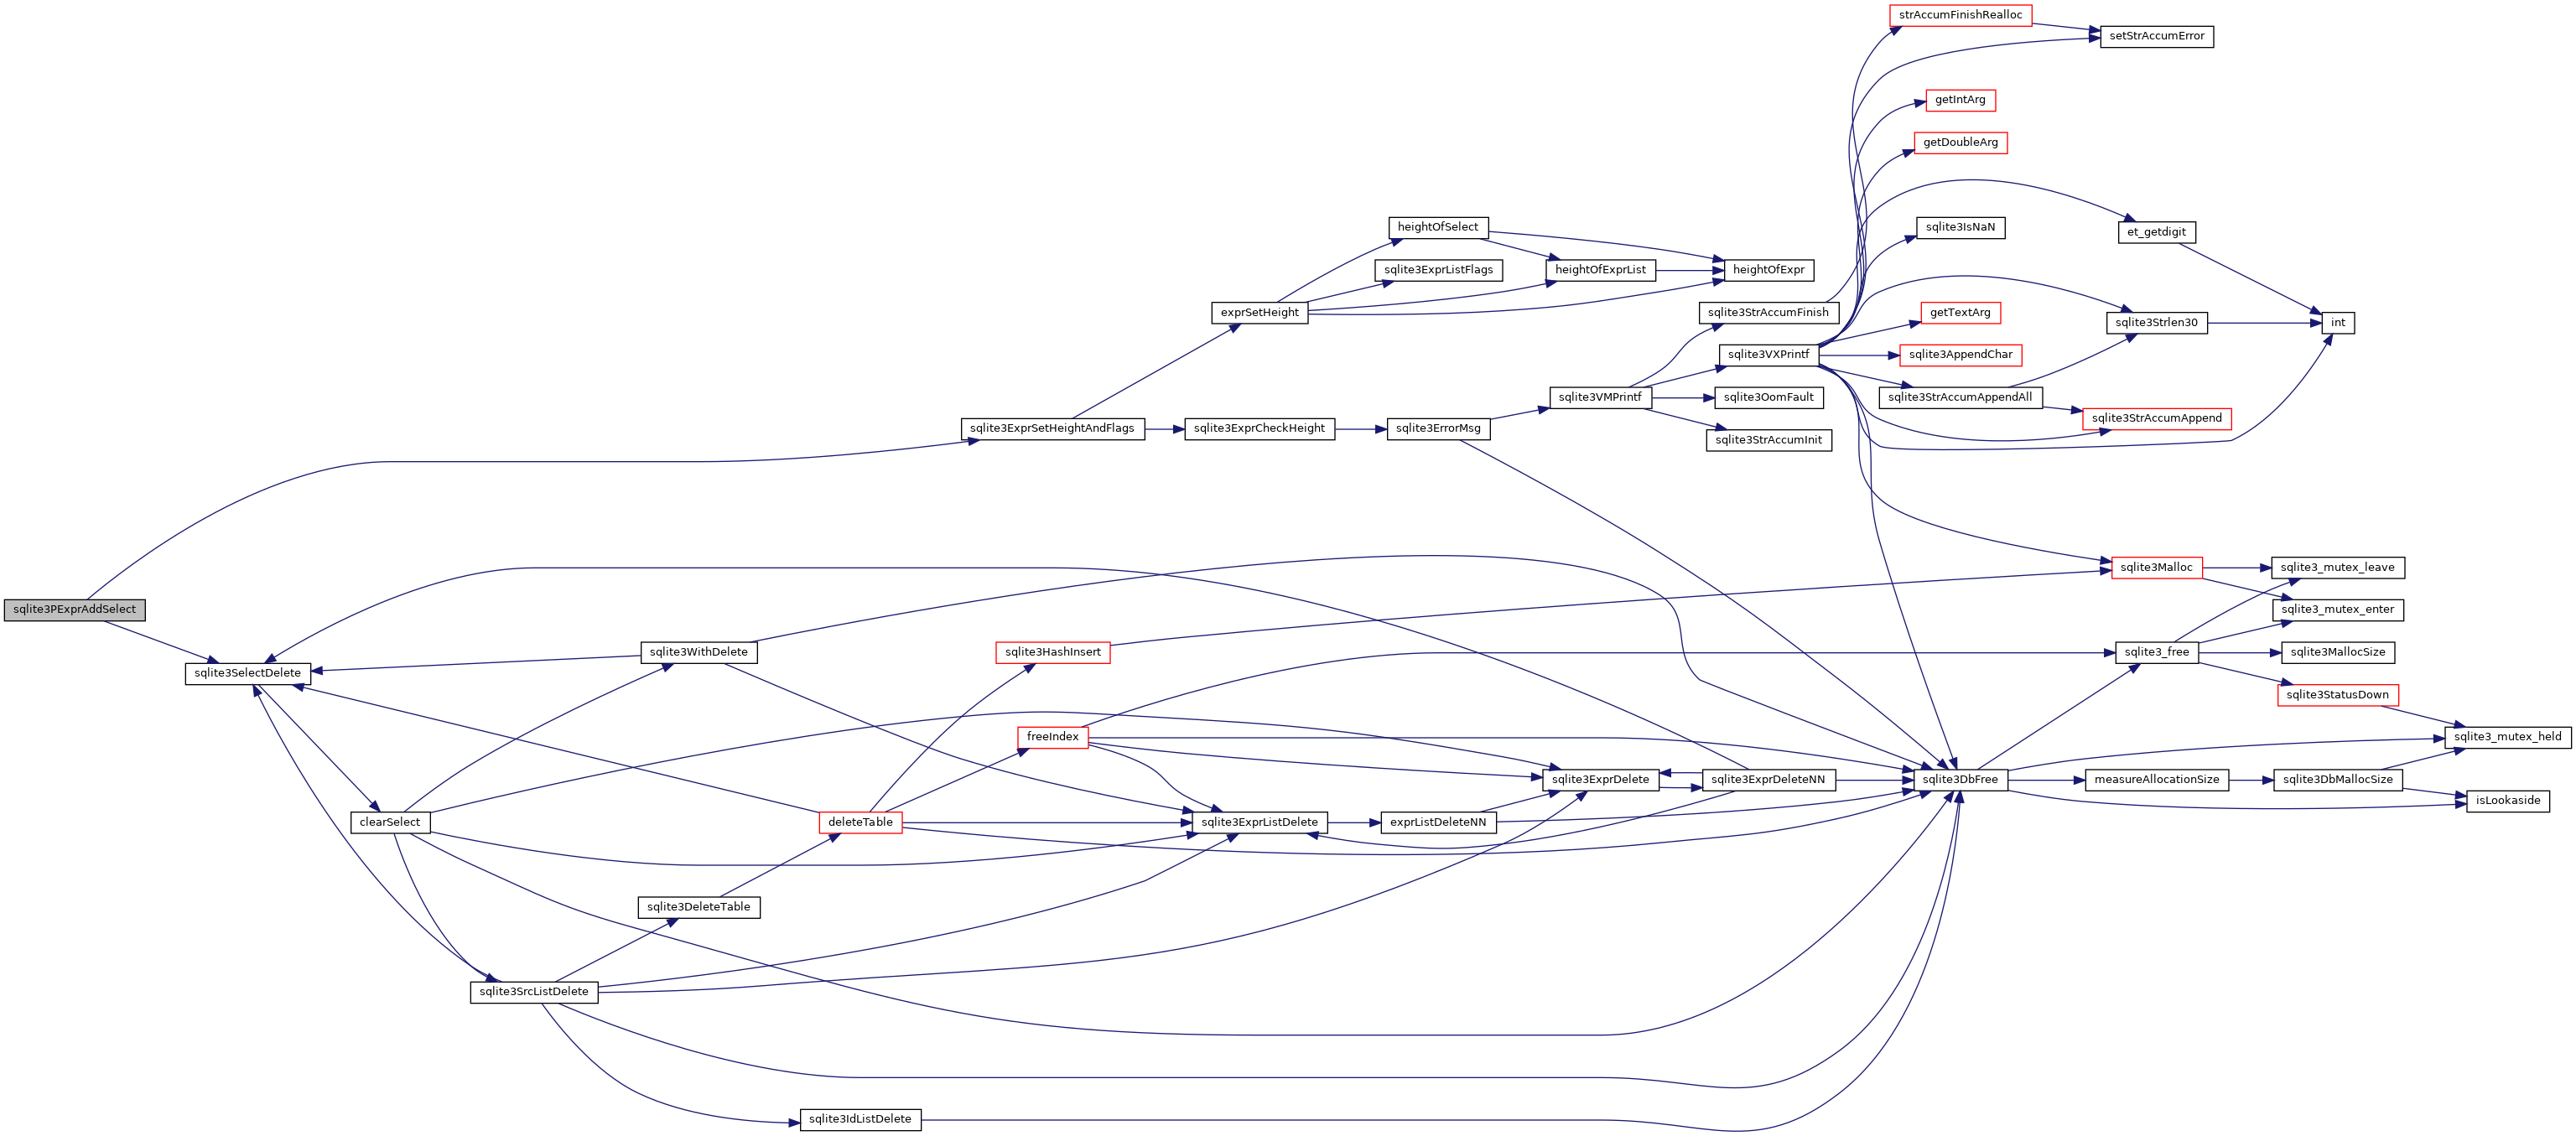 strAccumFinishRealloc
setStrAccumError
getIntArg
getDoubleArg
heightOfSelect
sqlite3IsNaN
et_getdigit
sqlite3ExprListFlags
heightOfExprList
heightOfExpr
exprSetHeight
sqlite3StrAccumFinish
getTextArg
sqlite3Strlen30
int
sqlite3VXPrintf
sqlite3AppendChar
sqlite3VMPrintf
sqlite3OomFault
sqlite3StrAccumAppendAll
sqlite3StrAccumAppend
sqlite3ExprSetHeightAndFlags
sqlite3ExprCheckHeight
sqlite3ErrorMsg
sqlite3StrAccumInit
sqlite3Malloc
sqlite3_mutex_leave
sqlite3PExprAddSelect
sqlite3_mutex_enter
sqlite3WithDelete
sqlite3HashInsert
sqlite3_free
sqlite3MallocSize
sqlite3SelectDelete
sqlite3StatusDown
freeIndex
sqlite3_mutex_held
sqlite3ExprDelete
sqlite3ExprDeleteNN
sqlite3DbFree
measureAllocationSize
sqlite3DbMallocSize
isLookaside
clearSelect
deleteTable
sqlite3ExprListDelete
exprListDeleteNN
sqlite3DeleteTable
sqlite3SrcListDelete
sqlite3IdListDelete